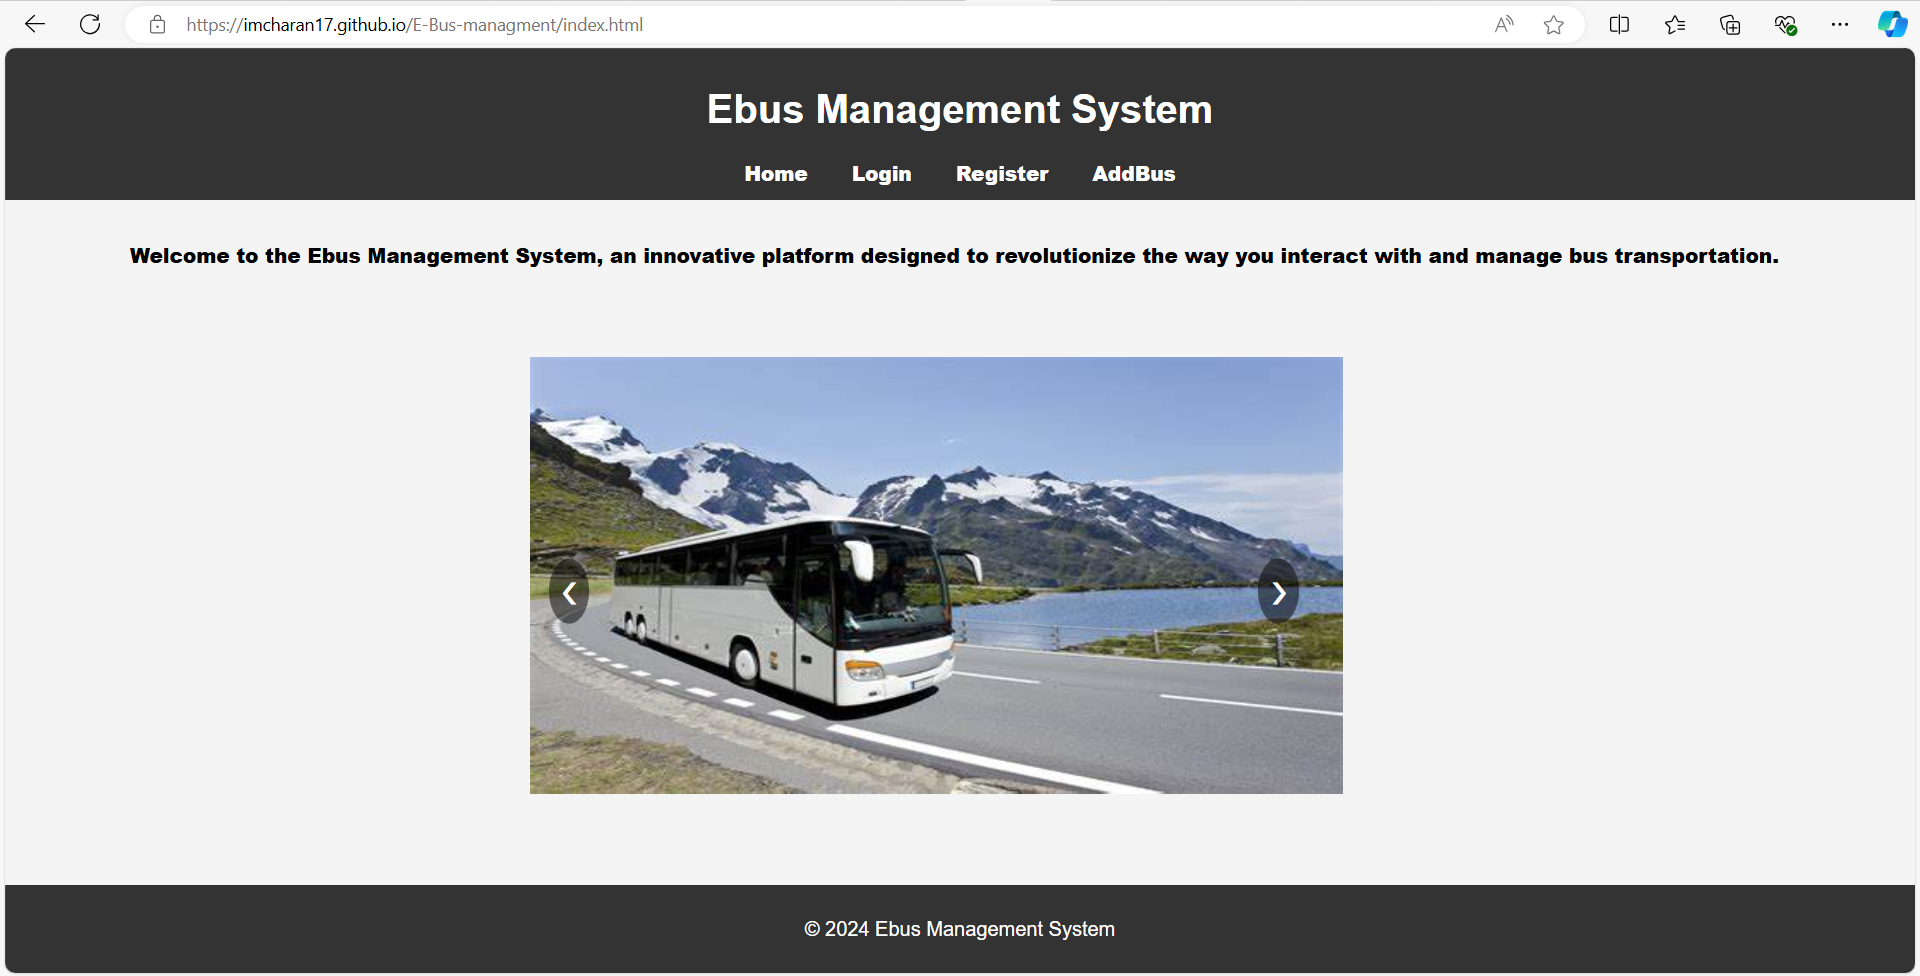 https://imcharan17.github.io/E-Bus-managment/index.html
Ebus Management System
Home Login Register AddBus
Welcome to the Ebus Management System, an innovative platform designed to revolutionize the way you interact with and manage bus transportation.
© 2024 Ebus Management System